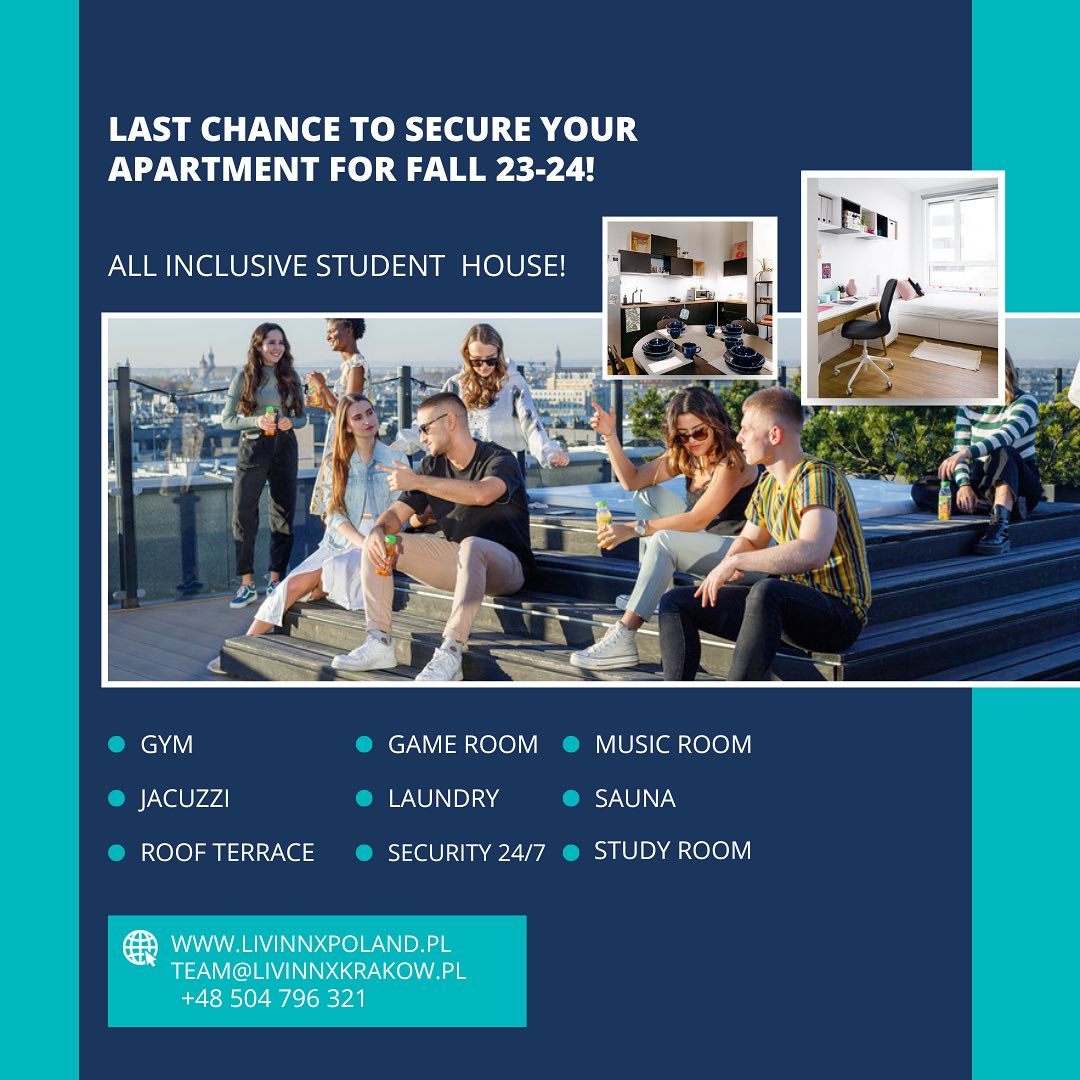 LAST CHANCE TO SECURE YOUR
APARTMENT FOR FALL 23-24!
ALL INCLUSIVE STUDENT HOUSE!
GYM
GAME ROOM
MUSIC ROOM
JACUZZI
LAUNDRY
SAUNA
ROOF TERRACE
SECURITY 24/7
STUDY ROOM
WWW.LIVINNXPOLAND.PL
TEAM@LIVINNXKRAKOW.PL
+48 504 796 321